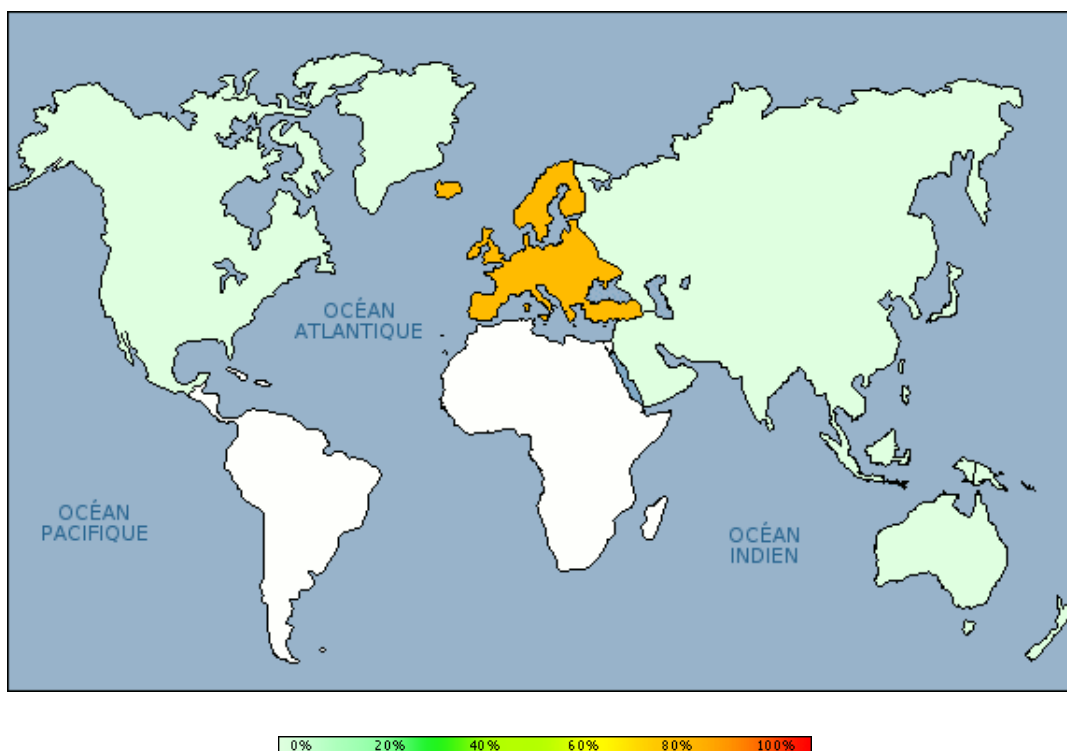 OCÉAN
ATLANTIQUE
OCÉAN
PACIFIQUE
OCÉAN
INDIEN
0% 20% 40% 60% 80% 100%